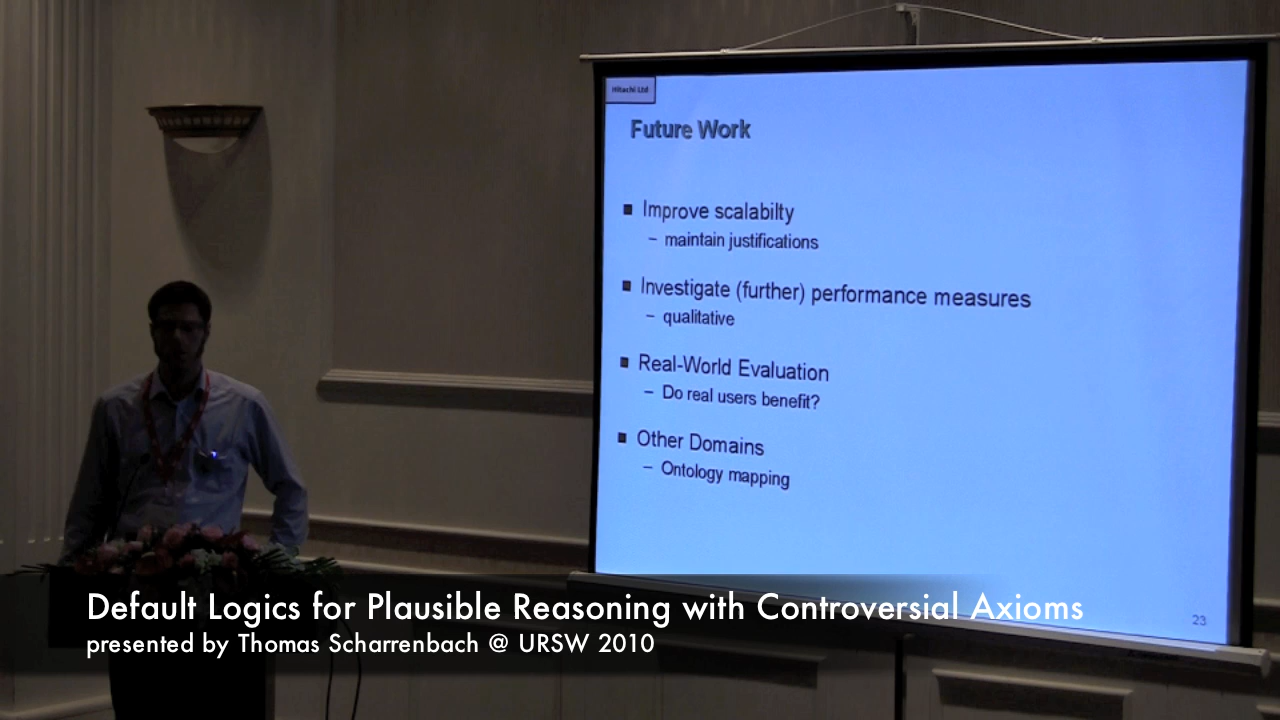 Hitachi Ltd
Future Work
Improve scalabilty
– maintain justifications
Investigate (further) performance measures
– qualitative
Real-World Evaluation
– Do real users benefit?
Other Domains
– Ontology mapping
23
Default Logics for Plausible Reasoning with Controversial Axioms
presented by Thomas Scharrenbach @ URSW 2010